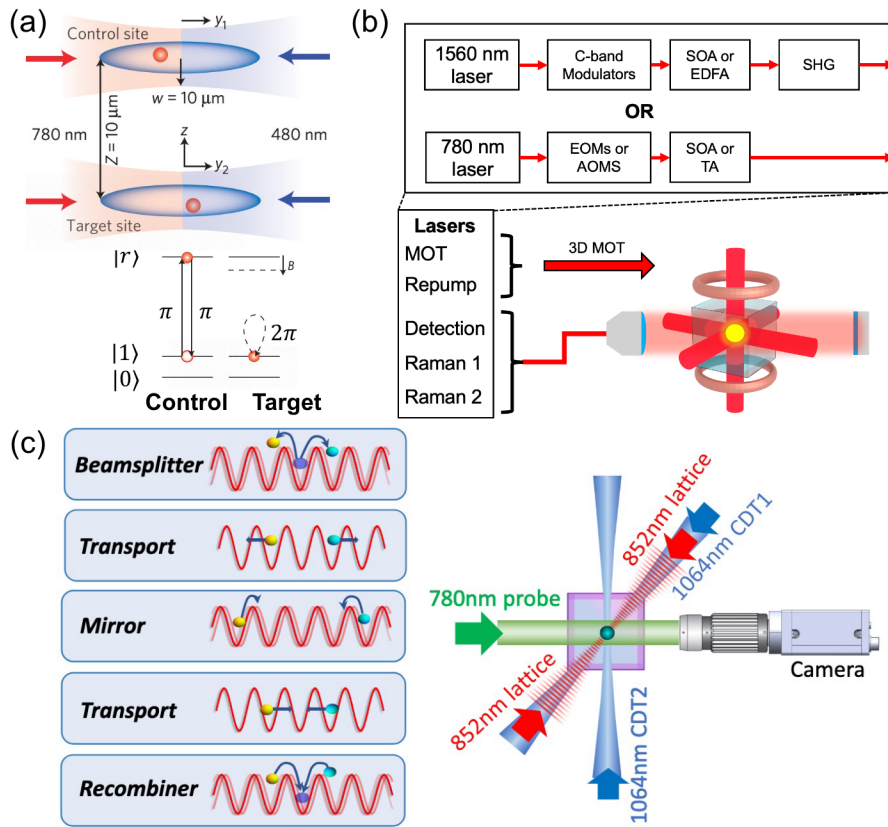 (a)
Control site
y₁
w = 10 μm
780 nm
Z = 10 μm
480 nm
z
y₂
Target site
|r⟩
B
π
π
2π
|1⟩
|0⟩
Control
Target
(b)
1560 nm
laser
C-band
Modulators
SOA or
EDFA
SHG
OR
780 nm
laser
EOMs or
AOMS
SOA or
TA
Lasers
MOT
Repump
Detection
Raman 1
Raman 2
3D MOT
(c)
Beamsplitter
Transport
Mirror
Transport
Recombiner
852nm lattice
1064nm CDT1
780nm probe
Camera
852nm lattice
1064nm CDT2